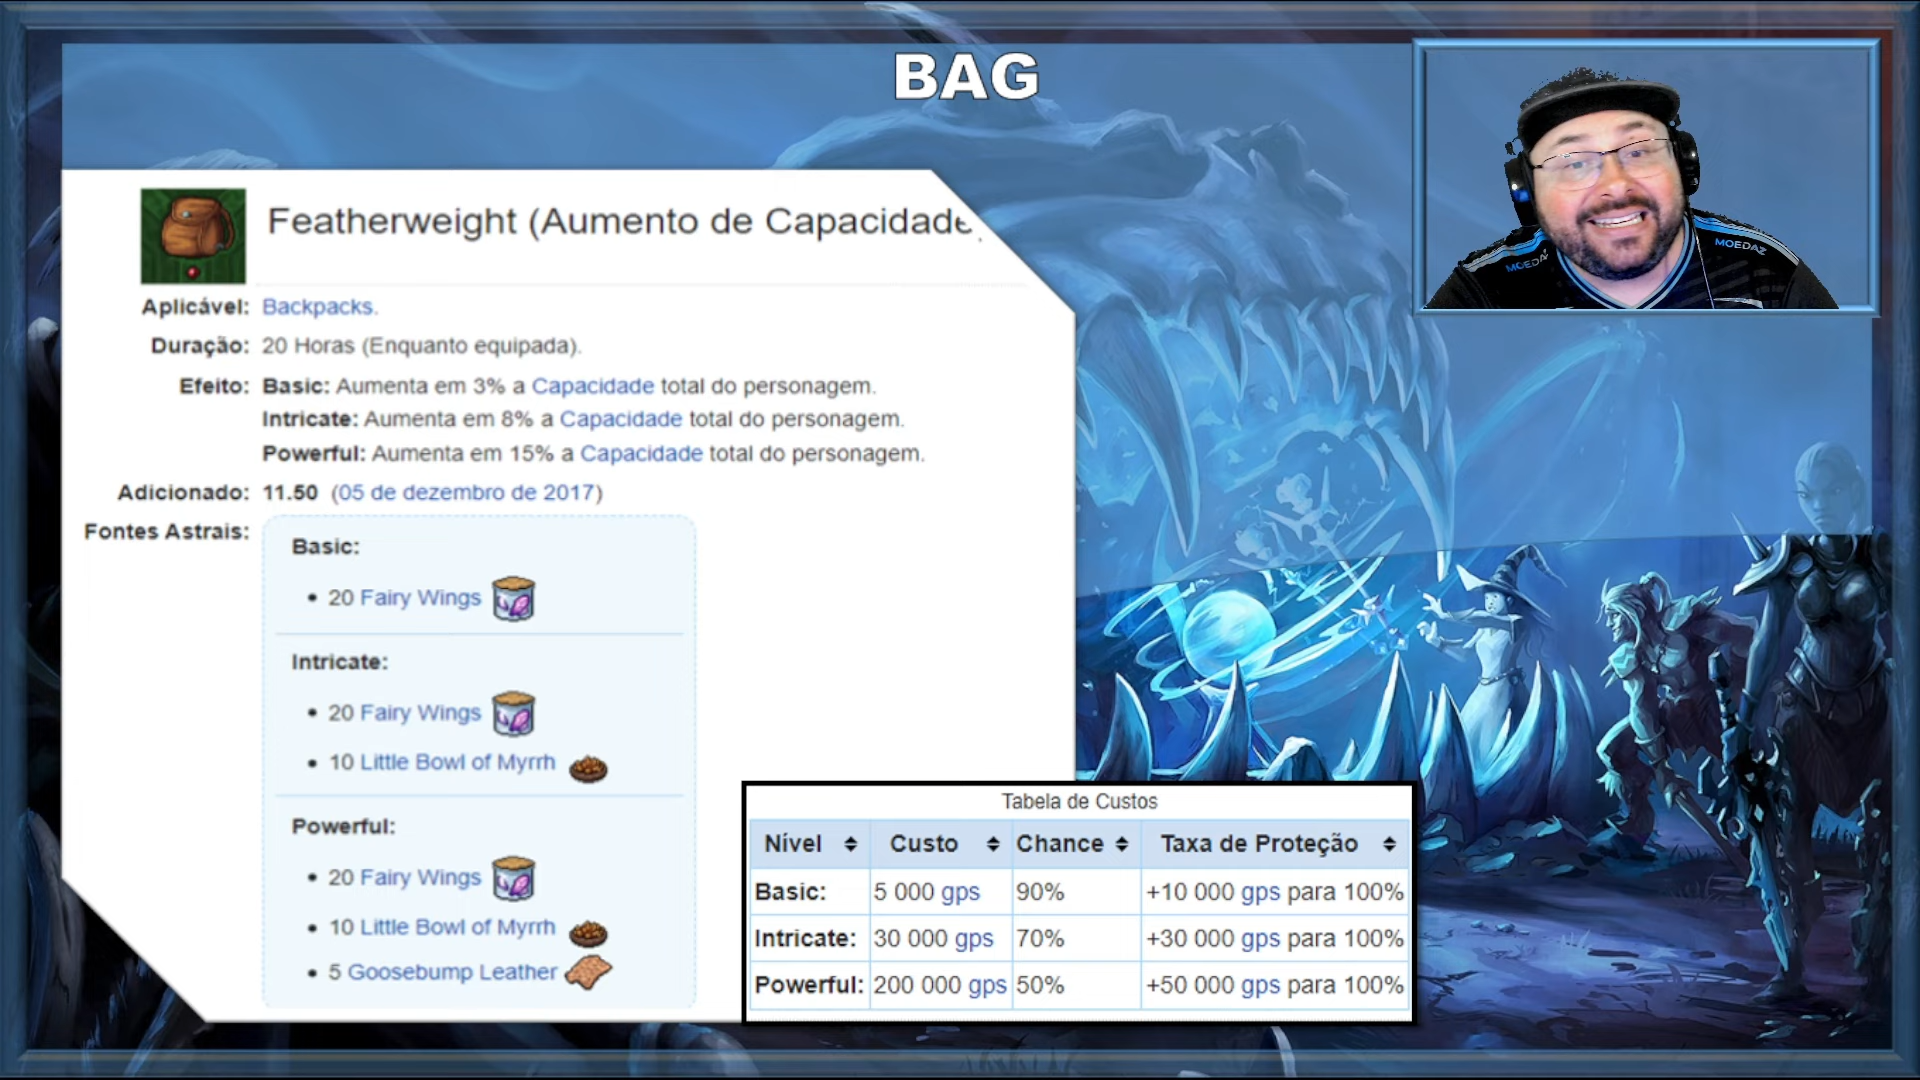 BAG
MOEDAZ
Featherweight (Aumento de Capacidade
Aplicável: Backpacks.
Duração: 20 Horas (Enquanto equipada).
Efeito: Basic: Aumenta em 3% a Capacidade total do personagem.
Intricate: Aumenta em 8% a Capacidade total do personagem.
Powerful: Aumenta em 15% a Capacidade total do personagem.
Adicionado: 11.50 (05 de dezembro de 2017)
Fontes Astrais:
Basic:
• 20 Fairy Wings
Intricate:
• 20 Fairy Wings
• 10 Little Bowl of Myrrh
Powerful:
• 20 Fairy Wings
• 10 Little Bowl of Myrrh
• 5 Goosebump Leather
Tabela de Custos
Nível Custo Chance Taxa de Proteção
Basic: 5 000 gps 90% +10 000 gps para 100%
Intricate: 30 000 gps 70% +30 000 gps para 100%
Powerful: 200 000 gps 50% +50 000 gps para 100%